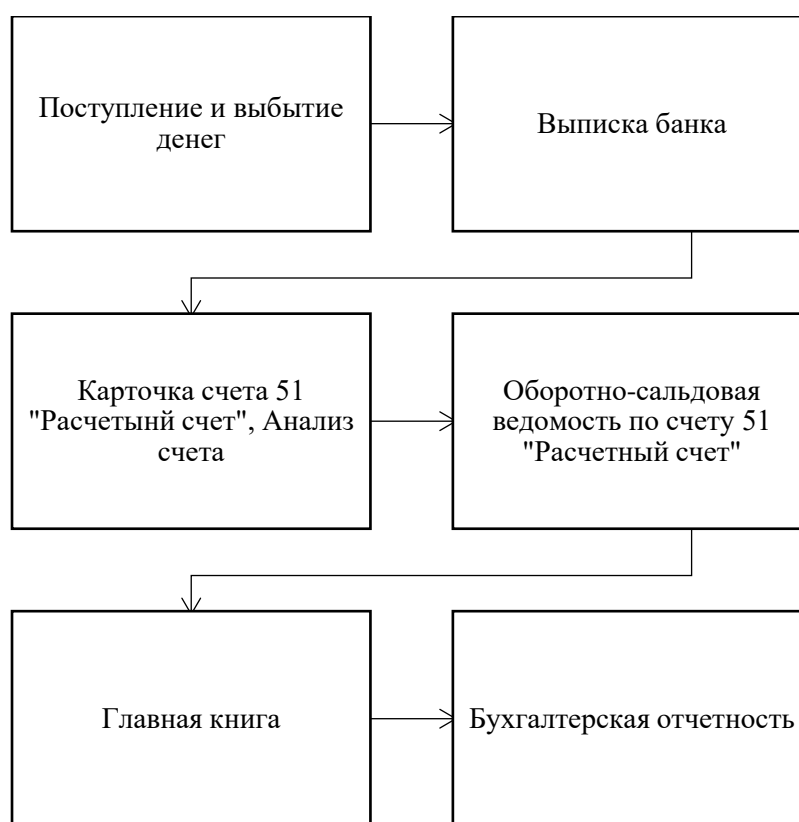 Поступление и выбытие
денег
Выписка банка
Карточка счета 51
"Расчетынй счет", Анализ
счета
Оборотно-сальдовая
ведомость по счету 51
"Расчетный счет"
Главная книга
Бухгалтерская отчетность